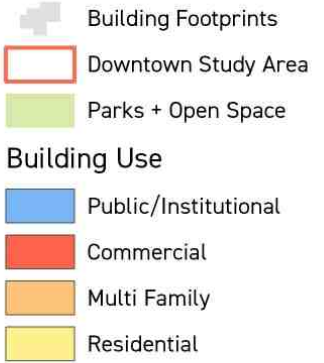 Building Footprints
Downtown Study Area
Parks + Open Space
Building Use
Public/Institutional
Commercial
Multi Family
Residential